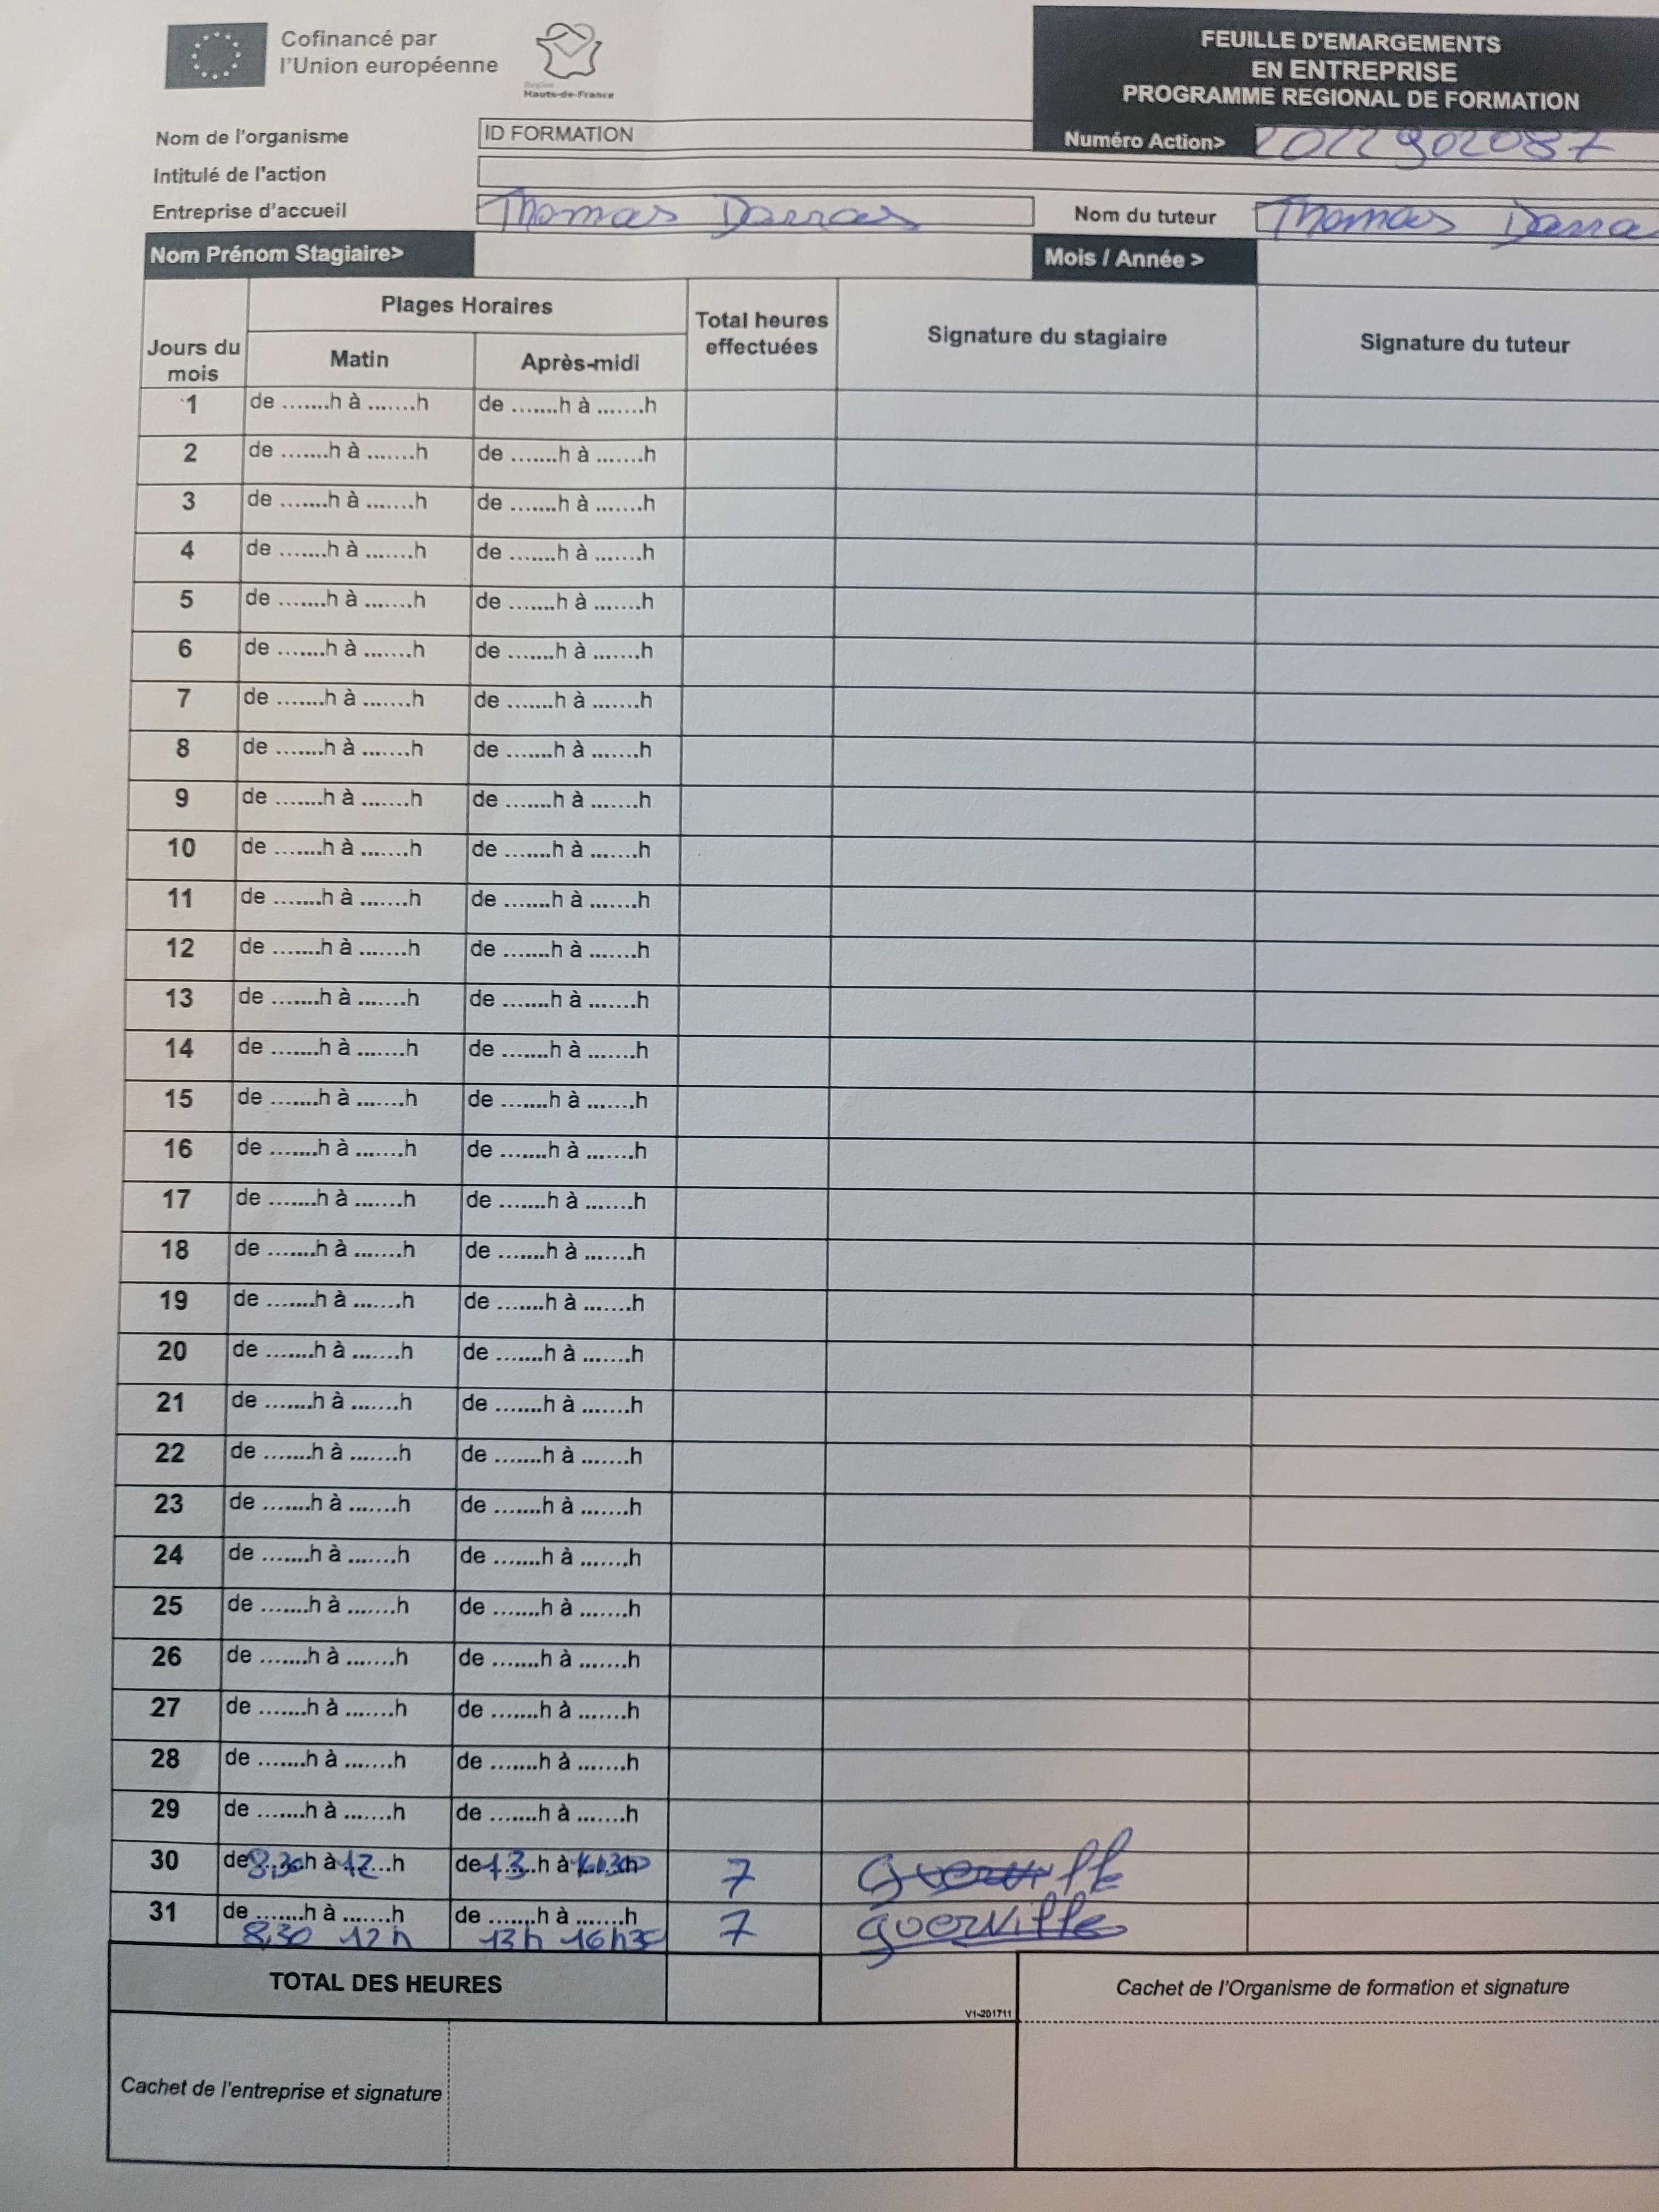 Cofinancé par
l'Union européenne
Région
Hauts-de-France
FEUILLE D'EMARGEMENTS
EN ENTREPRISE
PROGRAMME REGIONAL DE FORMATION
Nom de l'organisme ID FORMATION Numéro Action> 2022902087
Intitulé de l'action
Entreprise d'accueil Thomas Darras Nom du tuteur Thomas Darra
Nom Prénom Stagiaire> Mois / Année >
Jours du mois Plages Horaires Total heures effectuées Signature du stagiaire Signature du tuteur
Matin Après-midi
1 de .......h à .......h de .......h à .......h
2 de .......h à .......h de .......h à .......h
3 de .......h à .......h de .......h à .......h
4 de .......h à .......h de .......h à .......h
5 de .......h à .......h de .......h à .......h
6 de .......h à .......h de .......h à .......h
7 de .......h à .......h de .......h à .......h
8 de .......h à .......h de .......h à .......h
9 de .......h à .......h de .......h à .......h
10 de .......h à .......h de .......h à .......h
11 de .......h à .......h de .......h à .......h
12 de .......h à .......h de .......h à .......h
13 de .......h à .......h de .......h à .......h
14 de .......h à .......h de .......h à .......h
15 de .......h à .......h de .......h à .......h
16 de .......h à .......h de .......h à .......h
17 de .......h à .......h de .......h à .......h
18 de .......h à .......h de .......h à .......h
19 de .......h à .......h de .......h à .......h
20 de .......h à .......h de .......h à .......h
21 de .......h à .......h de .......h à .......h
22 de .......h à .......h de .......h à .......h
23 de .......h à .......h de .......h à .......h
24 de .......h à .......h de .......h à .......h
25 de .......h à .......h de .......h à .......h
26 de .......h à .......h de .......h à .......h
27 de .......h à .......h de .......h à .......h
28 de .......h à .......h de .......h à .......h
29 de .......h à .......h de .......h à .......h
30 de 8,30h à 12...h de 13...h à 16h30h 7
31 de .......h à .......h de .......h à .......h 7 guerville
8,30 12h 13h 16h30
TOTAL DES HEURES
V1-201711
Cachet de l'Organisme de formation et signature
Cachet de l'entreprise et signature